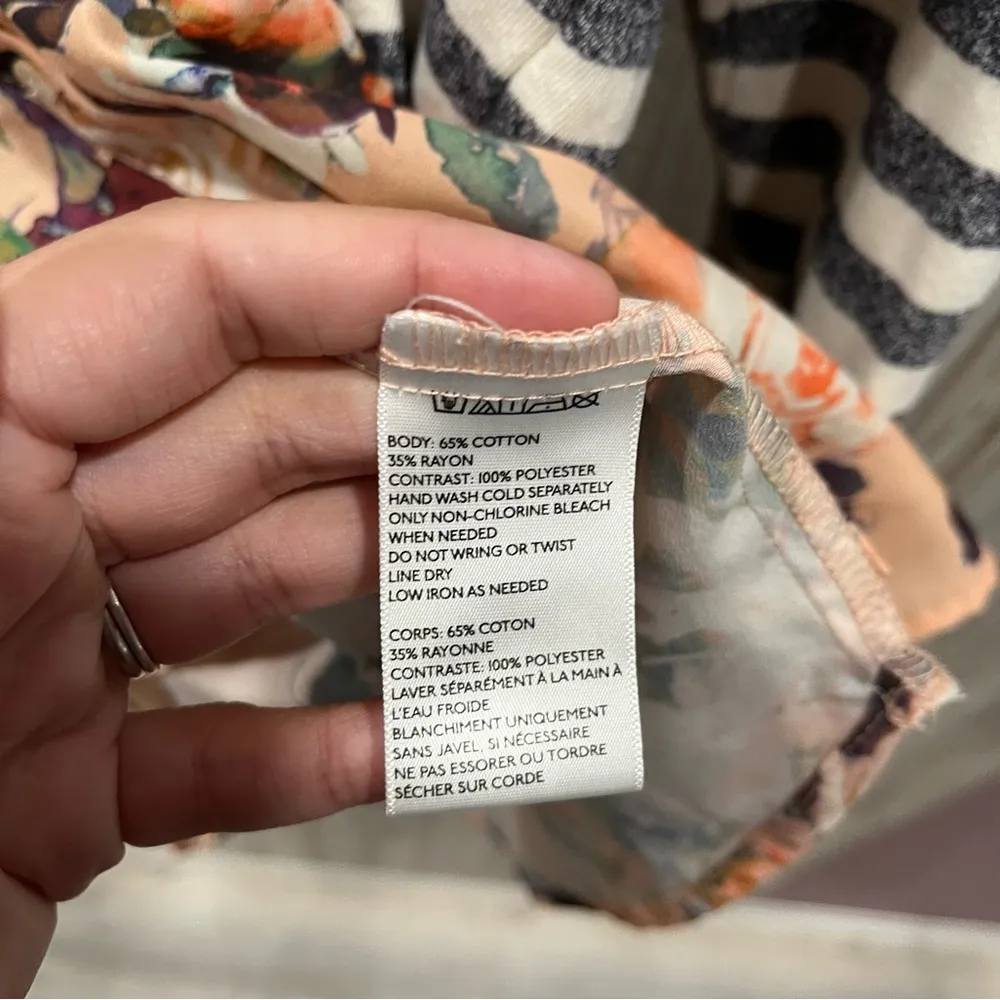 BODY: 65% COTTON
35% RAYON
CONTRAST: 100% POLYESTER
HAND WASH COLD SEPARATELY
ONLY NON-CHLORINE BLEACH
WHEN NEEDED
DO NOT WRING OR TWIST
LINE DRY
LOW IRON AS NEEDED
CORPS: 65% COTON
35% RAYONNE
CONTRASTE: 100% POLYESTER
LAVER SÉPARÉMENT À LA MAIN À
L'EAU FROIDE
BLANCHIMENT UNIQUEMENT
SANS JAVEL, SI NÉCESSAIRE
NE PAS ESSORER OU TORDRE
SÉCHER SUR CORDE